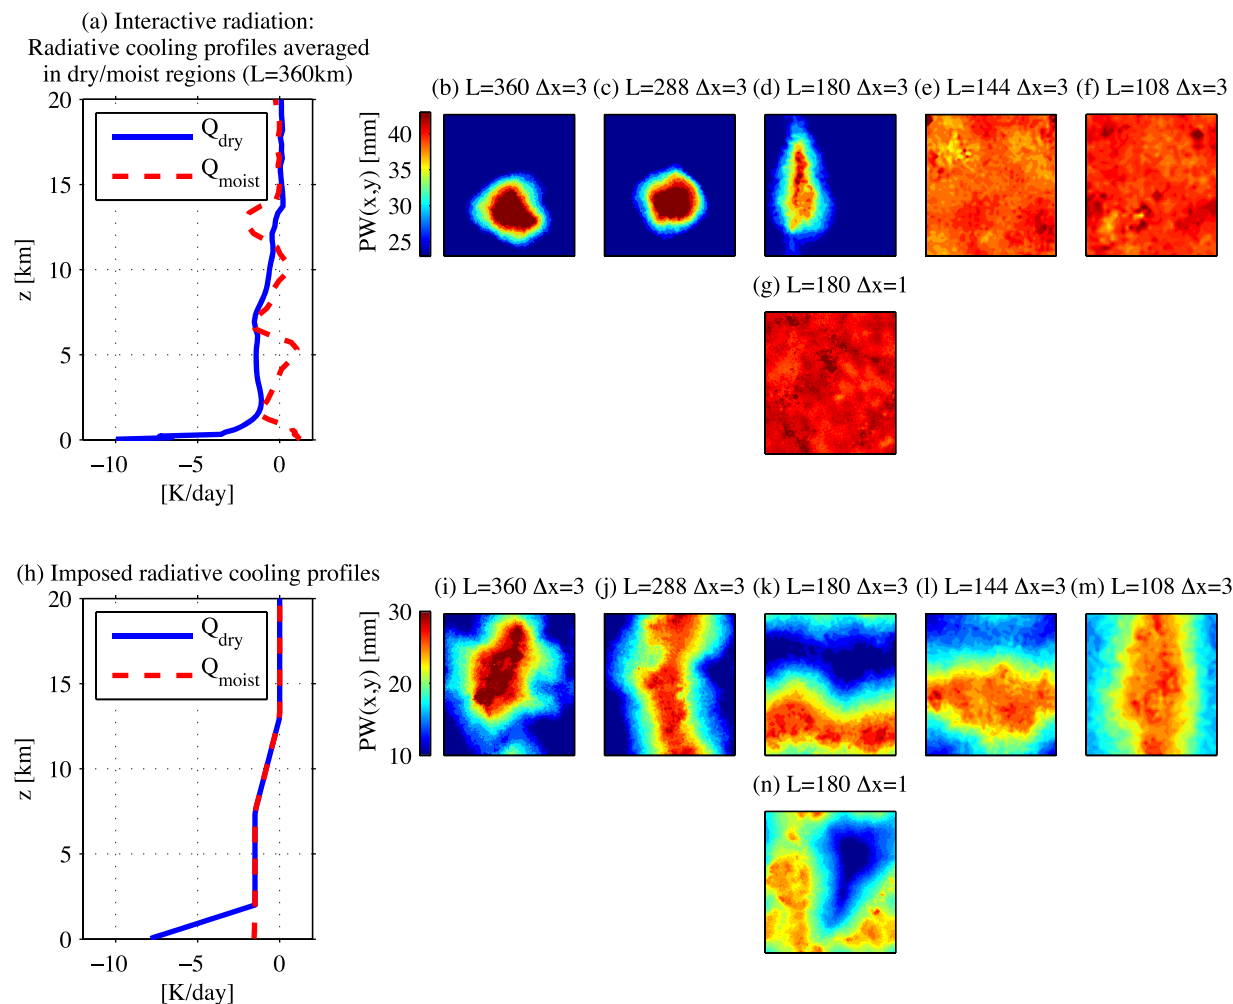 (a) Interactive radiation:
Radiative cooling profiles averaged
in dry/moist regions (L=360km)
20
15
10
5
0
z [km]
Q_dry
Q_moist
−10 −5 0
[K/day]
(b) L=360 Δx=3 (c) L=288 Δx=3 (d) L=180 Δx=3 (e) L=144 Δx=3 (f) L=108 Δx=3
PW(x,y) [mm]
40
35
30
25
(g) L=180 Δx=1
(h) Imposed radiative cooling profiles
20
15
10
5
0
z [km]
Q_dry
Q_moist
−10 −5 0
[K/day]
(i) L=360 Δx=3 (j) L=288 Δx=3 (k) L=180 Δx=3 (l) L=144 Δx=3 (m) L=108 Δx=3
PW(x,y) [mm]
30
20
10
(n) L=180 Δx=1